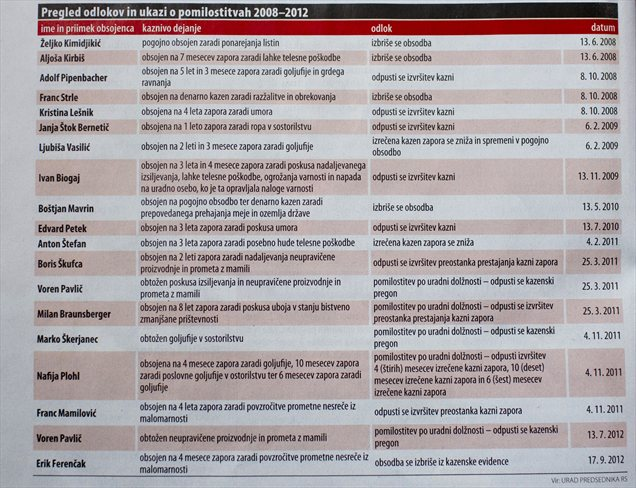 Pregled odlokov in ukazi o pomilostitvah 2008–2012
ime in priimek obsojenca kaznivo dejanje odlok datum
Željko Kimidjikić pogojno obsojen zaradi ponarejanja listin izbriše se obsodba 13. 6. 2008
Aljoša Kirbiš obsojen na 7 mesecev zapora zaradi lahke telesne poškodbe izbriše se obsodba 13. 6. 2008
Adolf Pipenbacher obsojen na 5 let in 3 mesece zapora zaradi goljufije in grdega odpusti se izvršitev kazni 8. 10. 2008
ravnanja
Franc Strle obsojen na denarno kazen zaradi razžalitve in obrekovanja izbriše se obsodba 8. 10. 2008
Kristina Lešnik obsojena na 4 leta zapora zaradi umora odpusti se izvršitev kazni 8. 10. 2008
Janja Štok Bernetič obsojena na 1 leto zapora zaradi ropa v sostorilstvu odpusti se izvršitev kazni 6. 2. 2009
Ljubiša Vasilić obsojen na 2 leti in 3 mesece zapora zaradi goljufije izrečena kazen zapora se zniža in spremeni v pogojno 6. 2. 2009
obsodbo
Ivan Biogaj obsojen na 3 leta in 4 mesece zapora zaradi poskusa nadaljevanega odpusti se izvršitev kazni 13. 11. 2009
izsiljevanja, lahke telesne poškodbe, ogrožanja varnosti in napada
na uradno osebo, ko je ta opravljala naloge varnosti
Boštjan Mavrin obsojen na pogojno obsodbo ter denarno kazen zaradi izbriše se obsodba 13. 5. 2010
prepovedanega prehajanja meje in ozemlja države
Edvard Petek obsojen na 3 leta zapora zaradi poskusa umora odpusti se izvršitev kazni 13. 7. 2010
Anton Štefan obsojen na 3 leta zapora zaradi posebno hude telesne poškodbe izrečena kazen zapora se zniža 4. 2. 2011
Boris Škufca obsojen na 2 leti zapora zaradi nadaljevanja neupravičene odpusti se izvršitev preostanka prestajanja kazni zapora 25. 3. 2011
proizvodnje in prometa z mamili
Voren Pavlič obtožen poskusa izsiljevanja in neupravičene proizvodnje in pomilostitev po uradni dolžnosti – odpusti se kazenski 25. 3. 2011
prometa z mamili pregon
Milan Braunsberger obsojen na 8 let zapora zaradi poskusa uboja v stanju bistveno pomilostitev po uradni dolžnosti – odpusti se izvršitev 25. 3. 2011
zmanjšane prištevnosti preostanka prestajanja kazni zapora
Marko Škerjanec obtožen goljufije v sostorilstvu pomilostitev po uradni dolžnosti – odpusti se kazenski 4. 11. 2011
pregon
Nafija Plohl obsojena na 4 mesece zapora zaradi goljufije, 10 mesecev zapora pomilostitev po uradni dolžnosti – odpusti izvršitev 4. 11. 2011
zaradi poslovne goljufije v ostorilstvu ter 6 mesecev zapora zaradi 4 (štirih) mesecev izrečene kazni zapora, 10 (deset)
goljufije mesecev izrečene kazni zapora in 6 (šest) mesecev
izrečene kazni zapora
Franc Mamilović obsojen na 4 leta zapora zaradi povzročitve prometne nesreče iz odpusti se izvršitev preostanka kazni zapora 4. 11. 2011
malomarnosti
Voren Pavlič obtožen neupravičene proizvodnje in prometa z mamili pomilostitev po uradni dolžnosti – odpusti se kazenski 13. 7. 2012
pregon
Erik Ferenčak obsojen na 4 mesece zapora zaradi povzročitve prometne nesreče iz obsodba se izbriše iz kazenske evidence 17. 9. 2012
malomarnosti
Vir: URAD PREDSEDNIKA RS